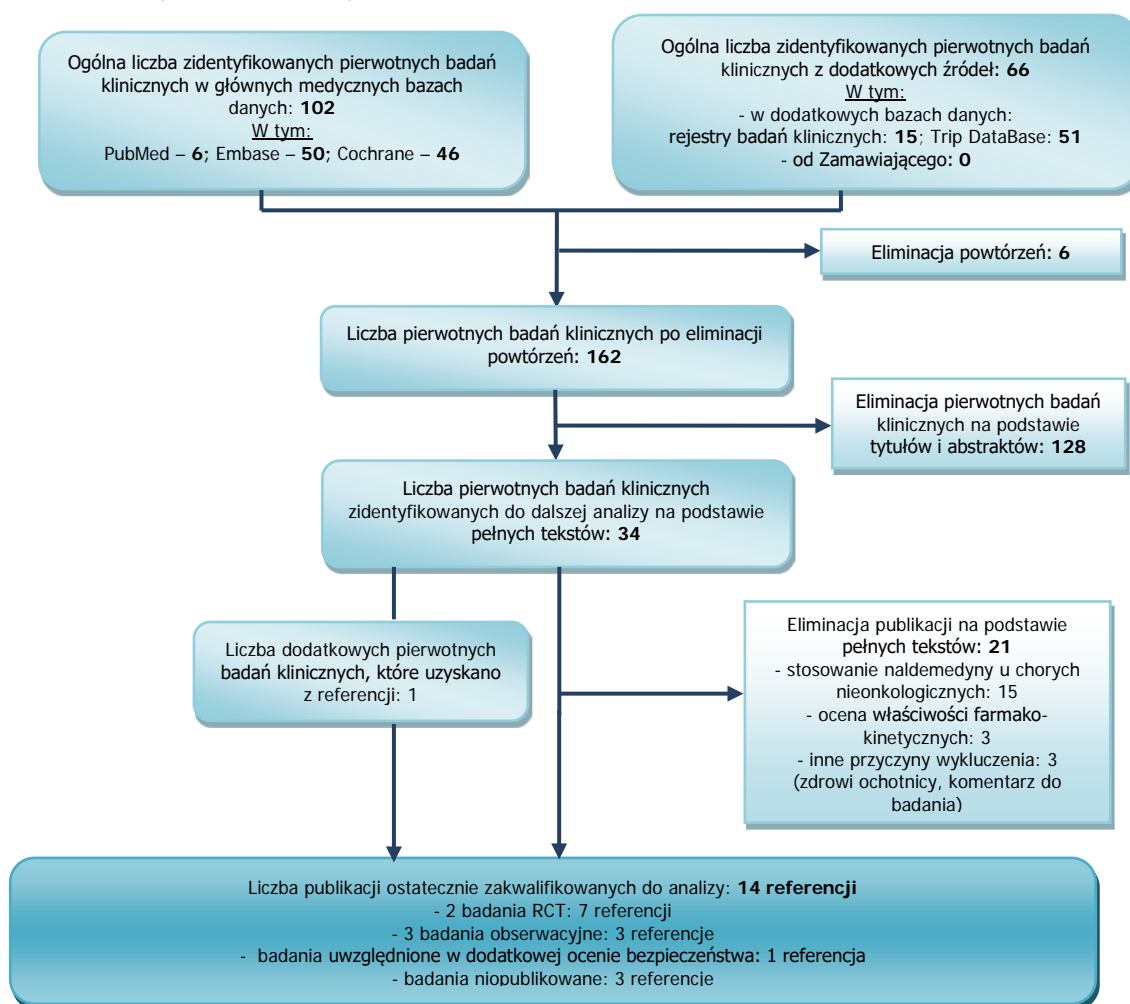 Ogólna liczba zidentyfikowanych pierwotnych badań
klinicznych w głównych medycznych bazach
danych: 102
W tym:
PubMed – 6; Embase – 50; Cochrane – 46
Ogólna liczba zidentyfikowanych pierwotnych badań
klinicznych z dodatkowych źródeł: 66
W tym:
- w dodatkowych bazach danych:
rejestry badań klinicznych: 15; Trip DataBase: 51
- od Zamawiającego: 0
Eliminacja powtórzeń: 6
Liczba pierwotnych badań klinicznych po eliminacji
powtórzeń: 162
Eliminacja pierwotnych badań
klinicznych na podstawie
tytułów i abstraktów: 128
Liczba pierwotnych badań klinicznych
zidentyfikowanych do dalszej analizy na podstawie
pełnych tekstów: 34
Liczba dodatkowych pierwotnych
badań klinicznych, które uzyskano
z referencji: 1
Eliminacja publikacji na podstawie
pełnych tekstów: 21
- stosowanie naldemedyny u chorych
nieonkologicznych: 15
- ocena właściwości farmako-
kinetycznych: 3
- inne przyczyny wykluczenia: 3
(zdrowi ochotnicy, komentarz do
badania)
Liczba publikacji ostatecznie zakwalifikowanych do analizy: 14 referencji
- 2 badania RCT: 7 referencji
- 3 badania obserwacyjne: 3 referencje
- badania uwzględnione w dodatkowej ocenie bezpieczeństwa: 1 referencja
- badania niopublikowane: 3 referencje